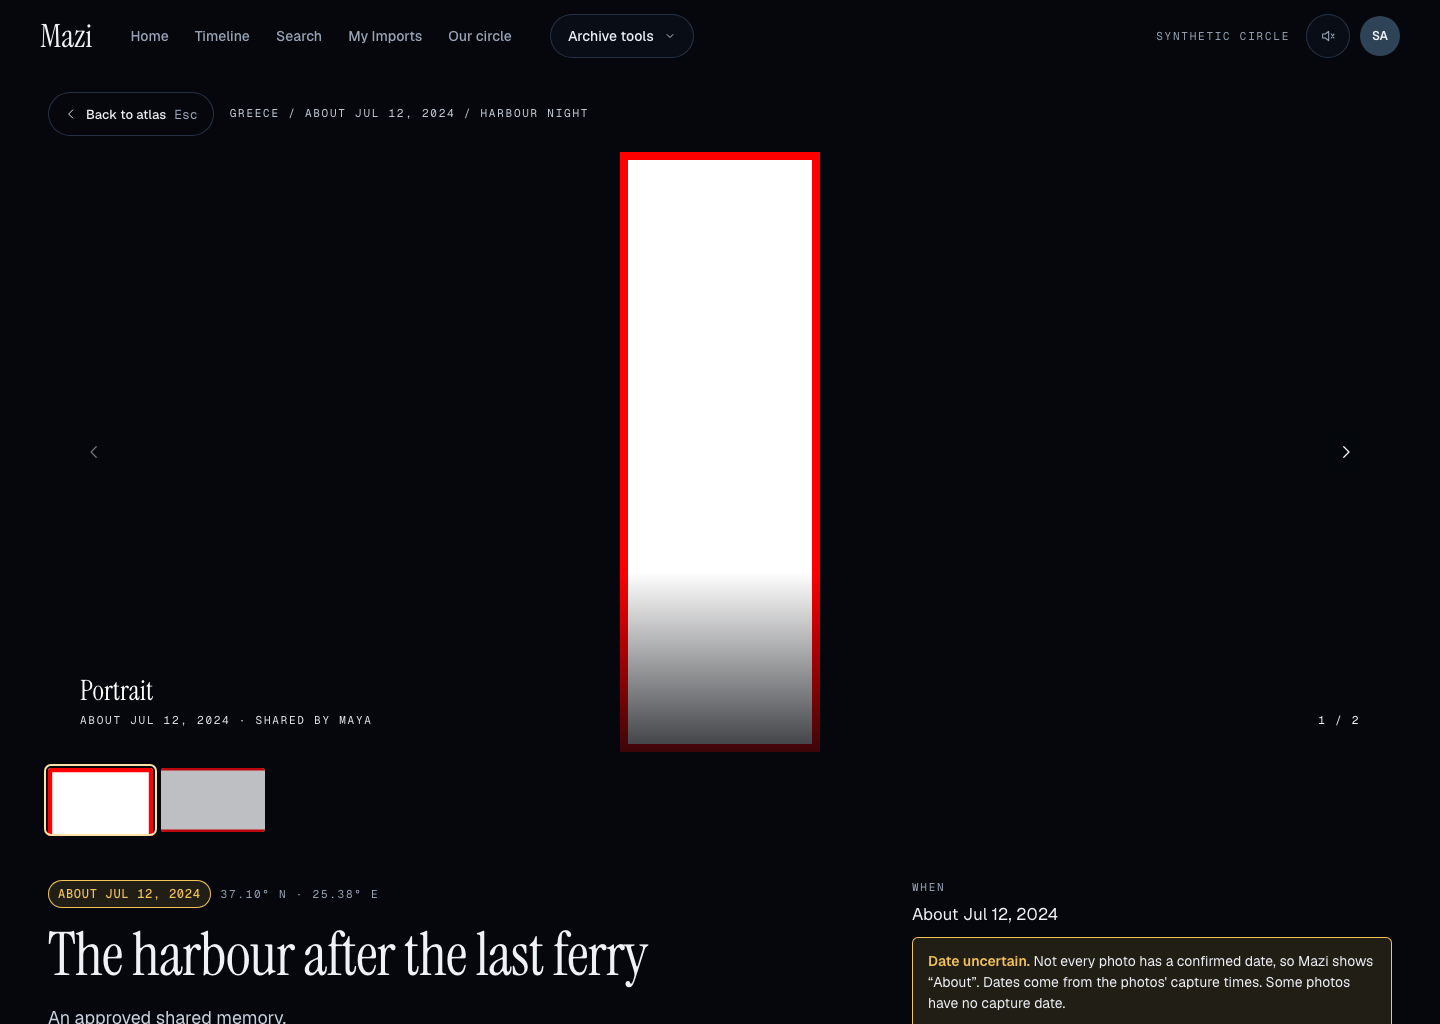 Mazi
Home
Timeline
Search
My Imports
Our circle
Archive tools
SYNTHETIC CIRCLE
SA
Back to atlas Esc
GREECE / ABOUT JUL 12, 2024 / HARBOUR NIGHT
Portrait
ABOUT JUL 12, 2024 · SHARED BY MAYA
1 / 2
ABOUT JUL 12, 2024
37.10° N · 25.38° E
The harbour after the last ferry
An approved shared memory.
WHEN
About Jul 12, 2024
Date uncertain. Not every photo has a confirmed date, so Mazi shows
“About”. Dates come from the photos’ capture times. Some photos
have no capture date.